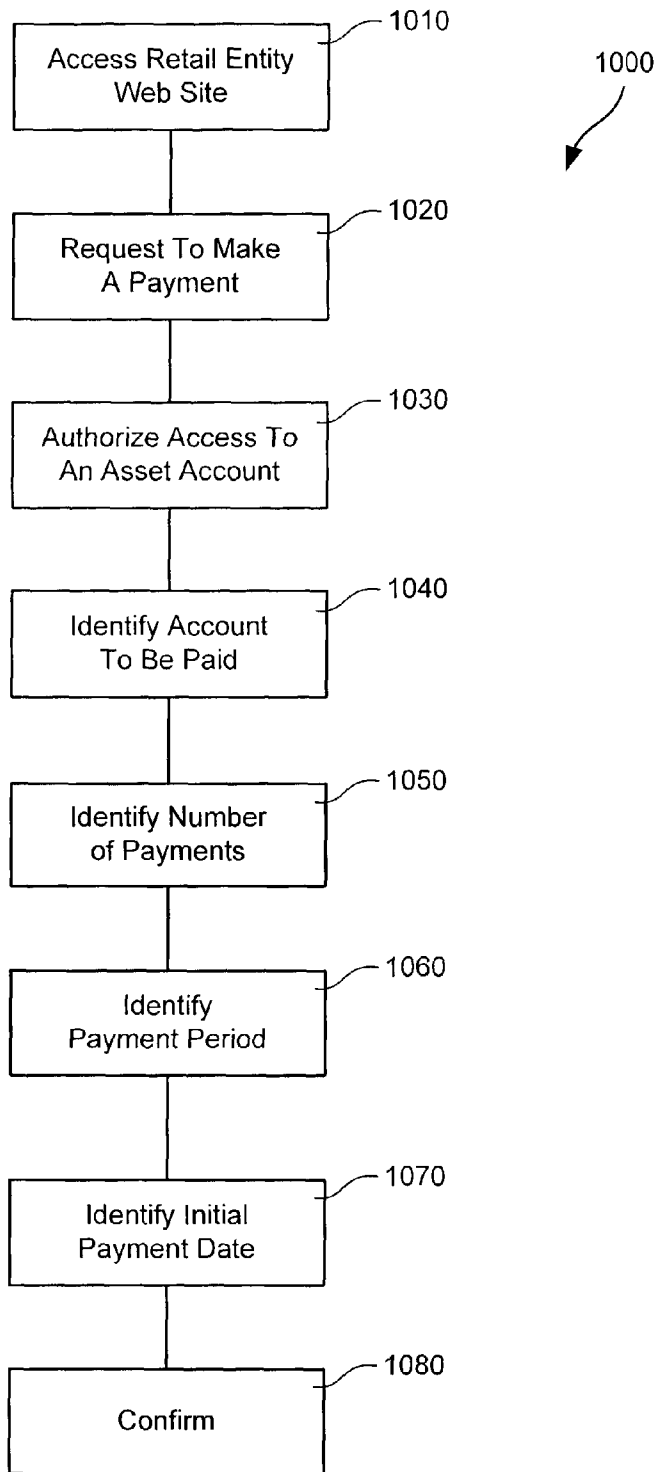 1010
Access Retail Entity
Web Site
1000
1020
Request To Make
A Payment
1030
Authorize Access To
An Asset Account
1040
Identify Account
To Be Paid
1050
Identify Number
of Payments
1060
Identify
Payment Period
1070
Identify Initial
Payment Date
1080
Confirm